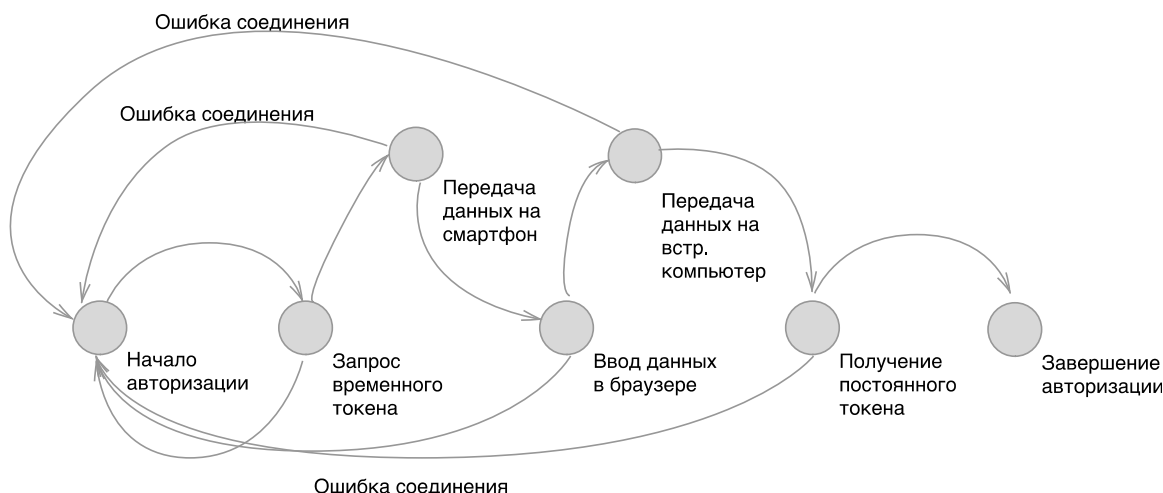 Ошибка соединения
Ошибка соединения
Передача
данных на
смартфон
Передача
данных на
встр.
компьютер
Начало
авторизации
Запрос
временного
токена
Ввод данных
в браузере
Получение
постоянного
токена
Завершение
авторизации
Ошибка соединения